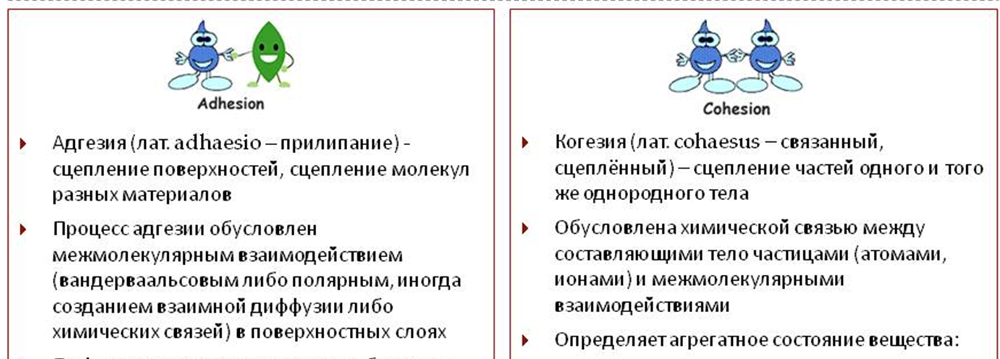 Adhesion
Адгезия (лат. adhaesio – прилипание) -
сцепление поверхностей, сцепление молекул
разных материалов
Процесс адгезии обусловлен
межмолекулярным взаимодействием
(вандерваальсовым либо полярным, иногда
созданием взаимной диффузии либо
химических связей) в поверхностных слоях
Cohesion
Когезия (лат. cohaesus – связанный,
сцеплённый) – сцепление частей одного и того
же однородного тела
Обусловлена химической связью между
составляющими тело частицами (атомами,
ионами) и межмолекулярными
взаимодействиями
Определяет агрегатное состояние вещества: